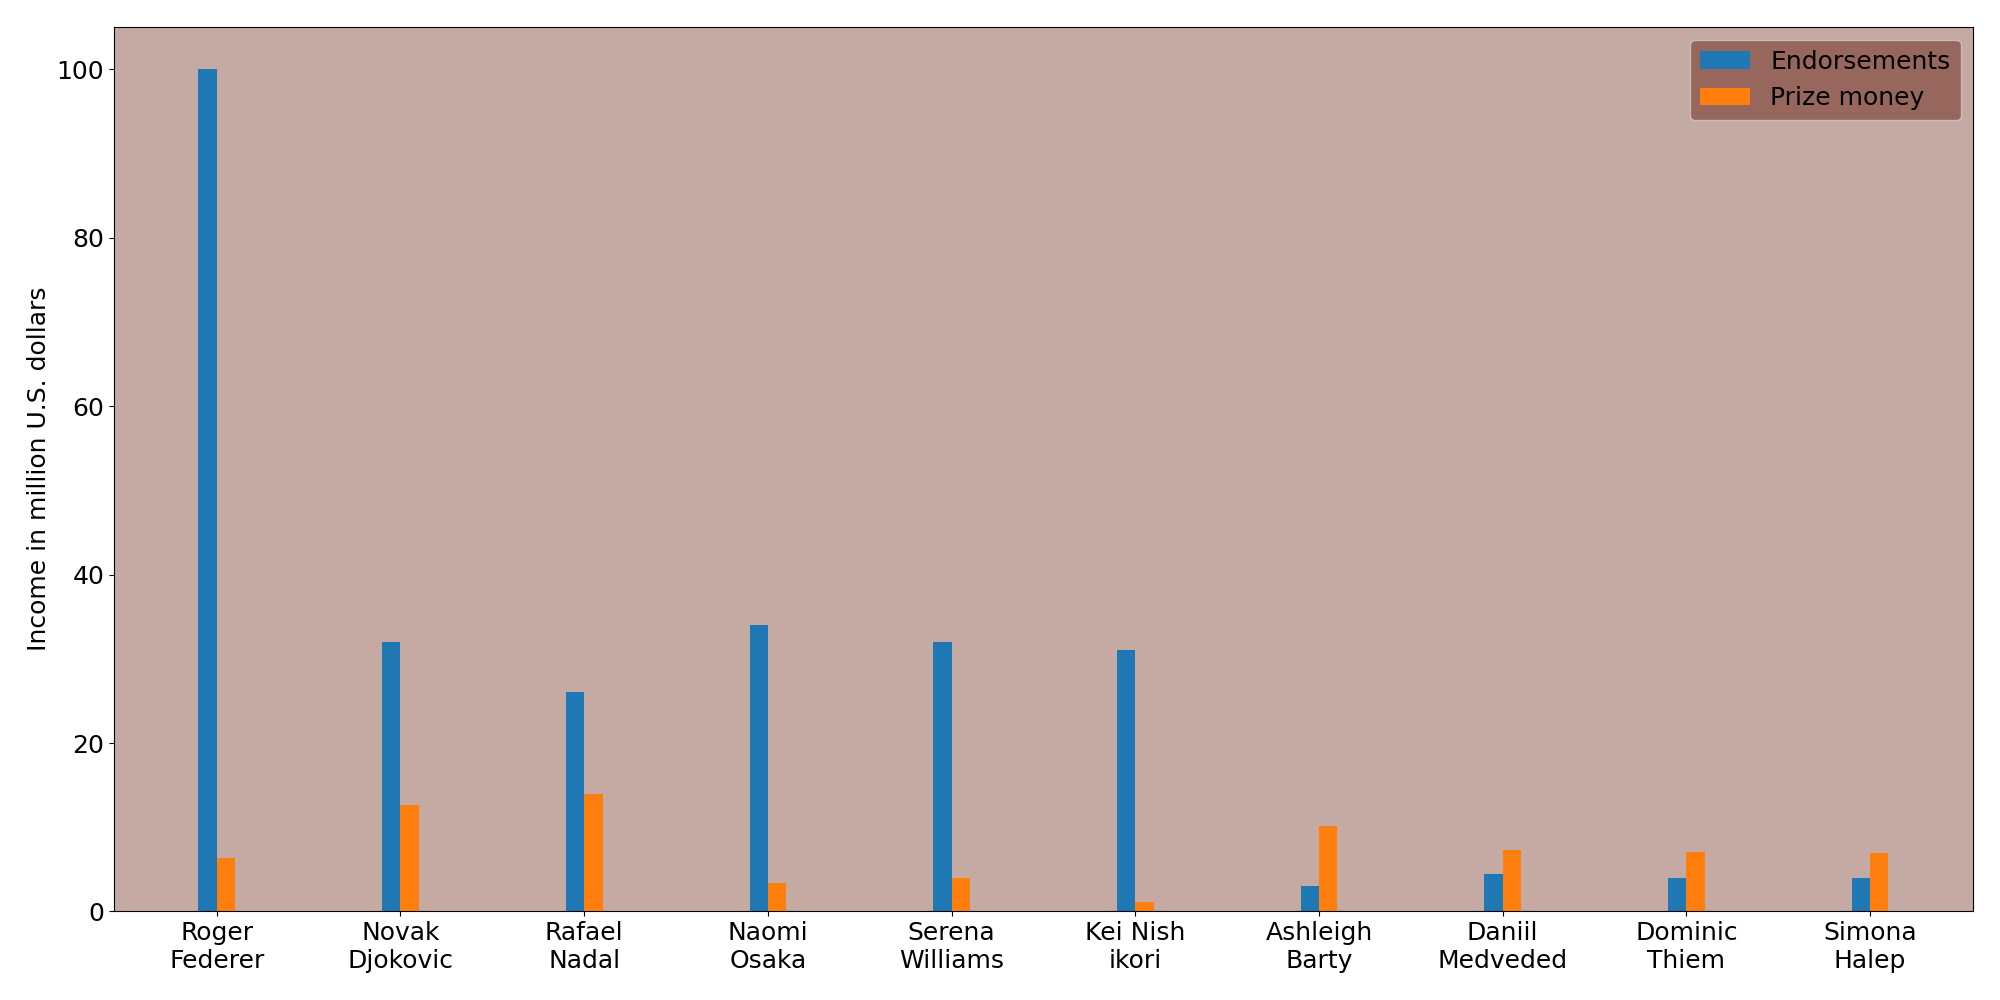 Income in million U.S. dollars
100
80
60
40
20
0
Endorsements
Prize money
Roger
Federer
Novak
Djokovic
Rafael
Nadal
Naomi
Osaka
Serena
Williams
Kei Nish
ikori
Ashleigh
Barty
Daniil
Medveded
Dominic
Thiem
Simona
Halep